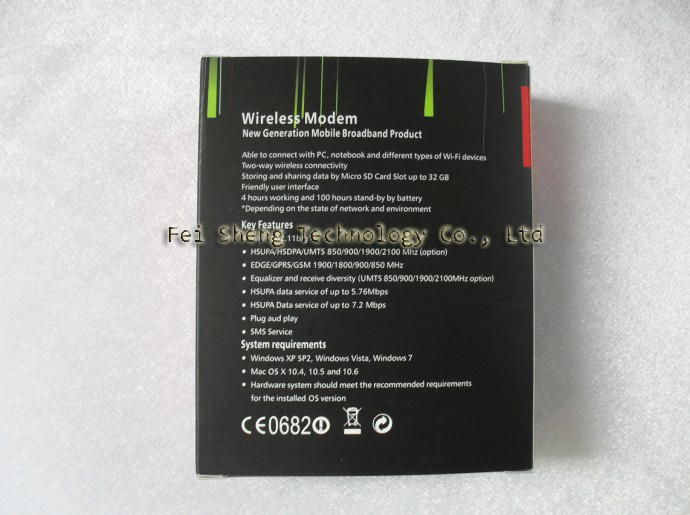 Wireless Modem
New Generation Mobile Broadband Product
Able to connect with PC, notebook and different types of Wi-Fi devices
Two-way wireless connectivity
Storing and sharing data by Micro SD Card Slot up to 32 GB
Friendly user interface
4 hours working and 100 hours stand-by by battery
*Depending on the state of network and environment
Key Features
Fei Sheng Technology Co., Ltd
• HSUPA/HSDPA/UMTS 850/900/1900/2100 Mhz (option)
• EDGE/GPRS/GSM 1900/1800/900/850 MHz
• Equalizer and receive diversity (UMTS 850/900/1900/2100MHz option)
• HSUPA data service of up to 5.76Mbps
• HSUPA Data service of up to 7.2 Mbps
• Plug aud play
• SMS Service
System requirements
• Windows XP SP2, Windows Vista, Windows 7
• Mac OS X 10.4, 10.5 and 10.6
• Hardware system should meet the recommended requirements
for the installed OS version
CE0682